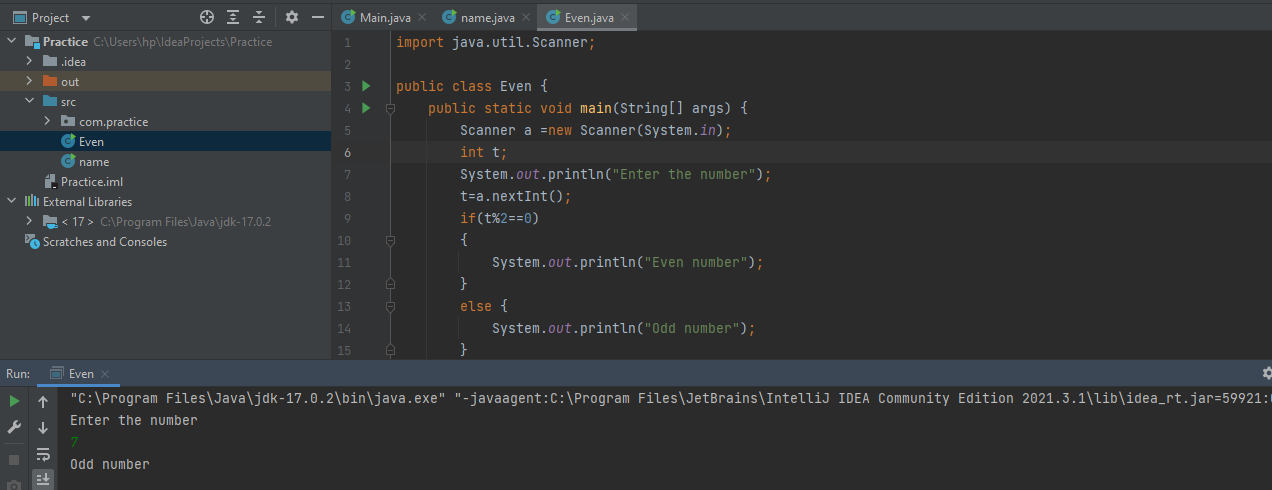 Project
Main.java name.java Even.java
Practice C:\Users\hp\IdeaProjects\Practice
.idea
out
src
com.practice
Even
name
Practice.iml
External Libraries
< 17 > C:\Program Files\Java\jdk-17.0.2
Scratches and Consoles
1 import java.util.Scanner;
2
3 public class Even {
4 public static void main(String[] args) {
5 Scanner a =new Scanner(System.in);
6 int t;
7 System.out.println("Enter the number");
8 t=a.nextInt();
9 if(t%2==0)
10 {
11 System.out.println("Even number");
12 }
13 else {
14 System.out.println("Odd number");
15 }
Run: Even
"C:\Program Files\Java\jdk-17.0.2\bin\java.exe" "-javaagent:C:\Program Files\JetBrains\IntelliJ IDEA Community Edition 2021.3.1\lib\idea_rt.jar=59921:
Enter the number
7
Odd number